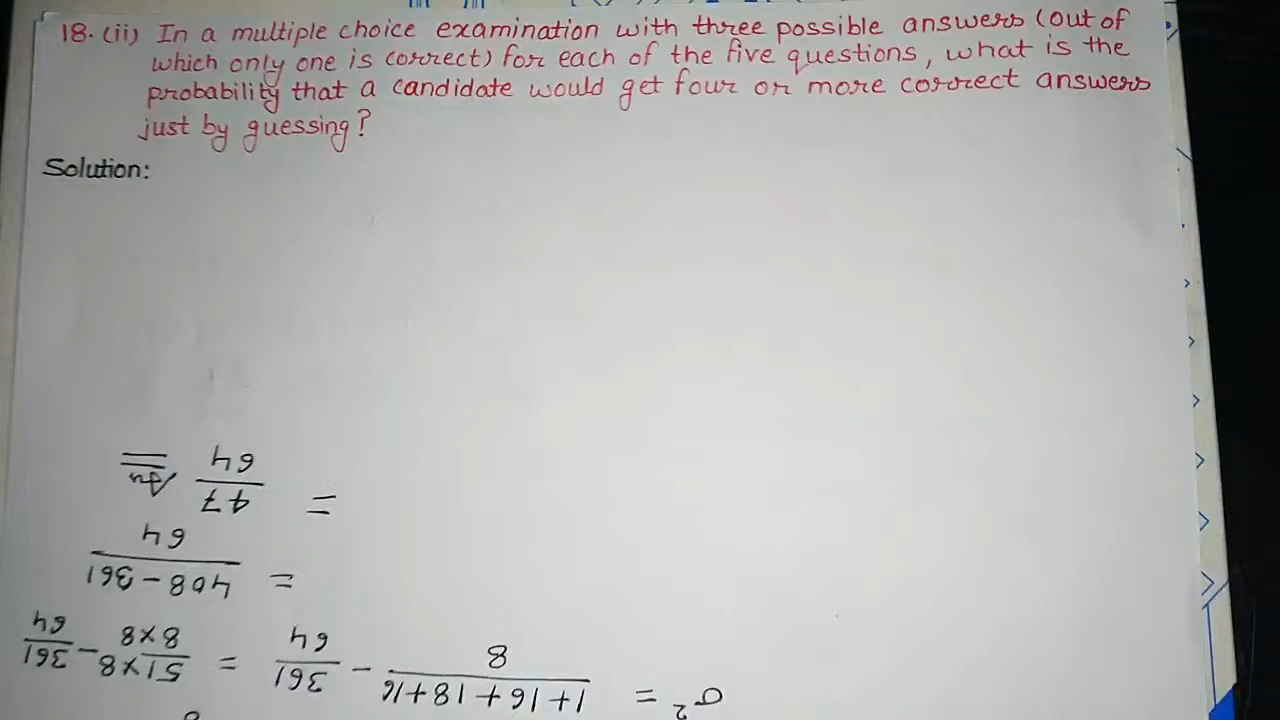 18. (ii) In a multiple choice examination with three possible answers (out of
which only one is correct) for each of the five questions, what is the
probability that a candidate would get four or more correct answers
just by guessing?
Solution:
σ² = 1+16+18+16/8 - 361/64 = 51×8/8×8 - 361/64
= 408-361/64
= 47/64 Ans